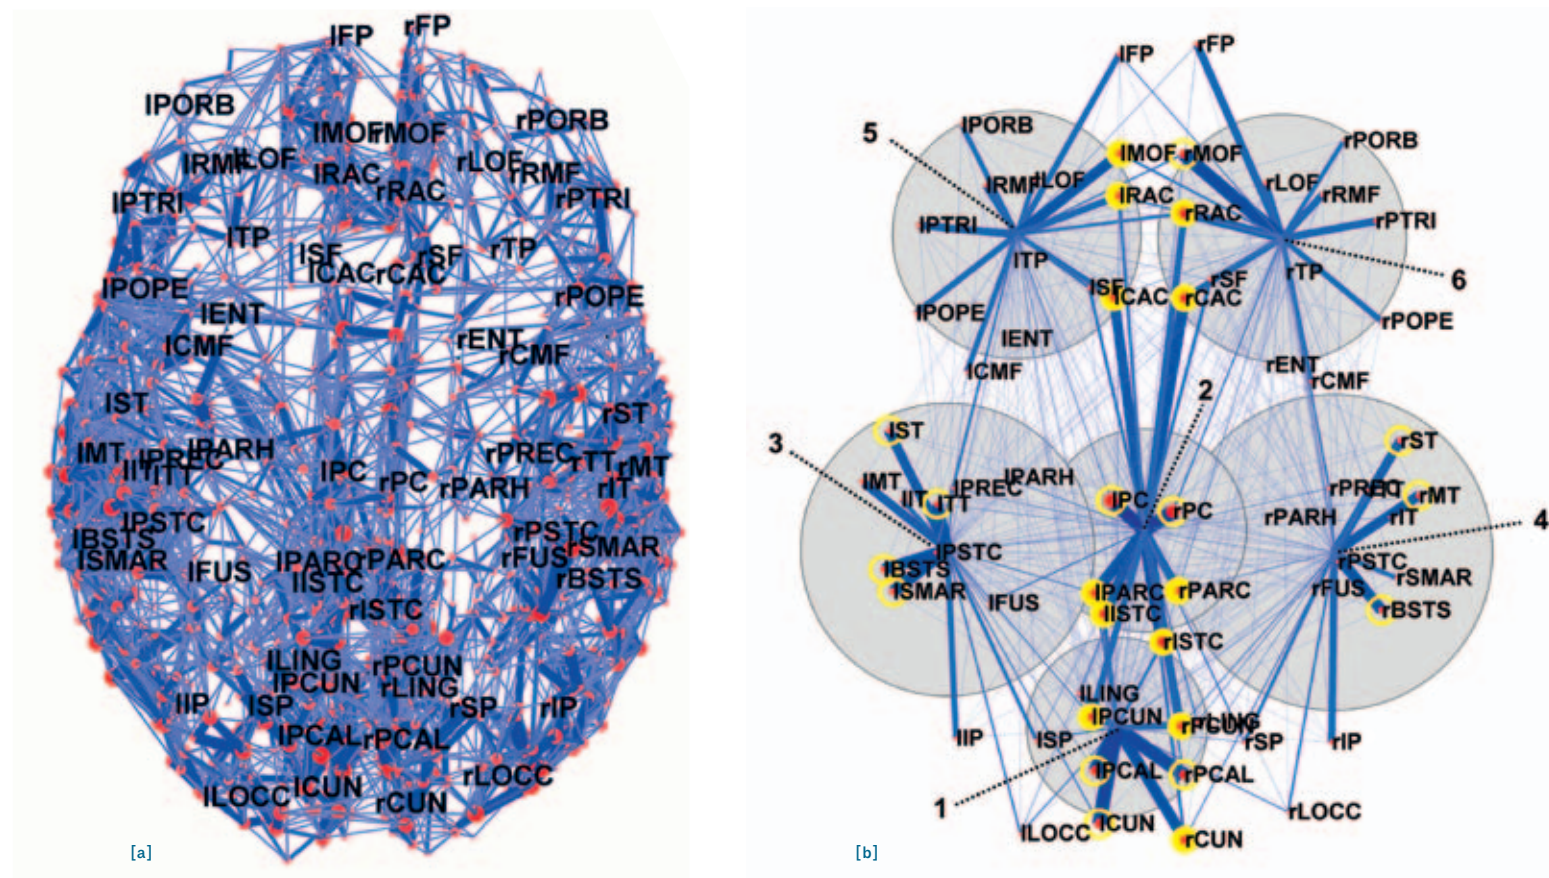 lFP rFP
lPORB rPORB
lMOF rMOF
lRMF lLOF rLOF rRMF
lRAC rRAC
lPTRI rPTRI
lTP lSF rSF rTP
lCAC rCAC
lPOPE rPOPE
lENT rENT
lCMF rCMF
lST rST
lMT lPREC lPARH rPREC rTT rMT
lIT lTT lPC rPC rPARH rIT
lPSTC rPSTC
lBSTS rSMAR
lSMAR lFUS lPARC rPARC rFUS rBSTS
lISTC
rISTC
lLING rPCUN
lPCUN rLING
lIP lSP rSP rIP
lPCAL rPCAL
lLOCC lCUN rCUN rLOCC
[a]
lFP rFP
5 lPORB rPORB
lMOF rMOF
lRMF lLOF rLOF rRMF
lRAC rRAC
lPTRI rPTRI
lTP rTP 6
lSF rSF
lCAC rCAC
lPOPE rPOPE
lENT rENT
lCMF rCMF
2
3 lST rST
lMT lPREC lPARH rPREC rTT rMT
lIT lTT lPC rPC rPARH rIT
4
lPSTC rPSTC
lBSTS rSMAR
lSMAR lFUS lPARC rPARC rFUS rBSTS
lISTC
rISTC
lLING
lPCUN rPCUN rLING
lIP lSP rSP rIP
lPCAL rPCAL
1
lLOCC lCUN rCUN rLOCC
[b]